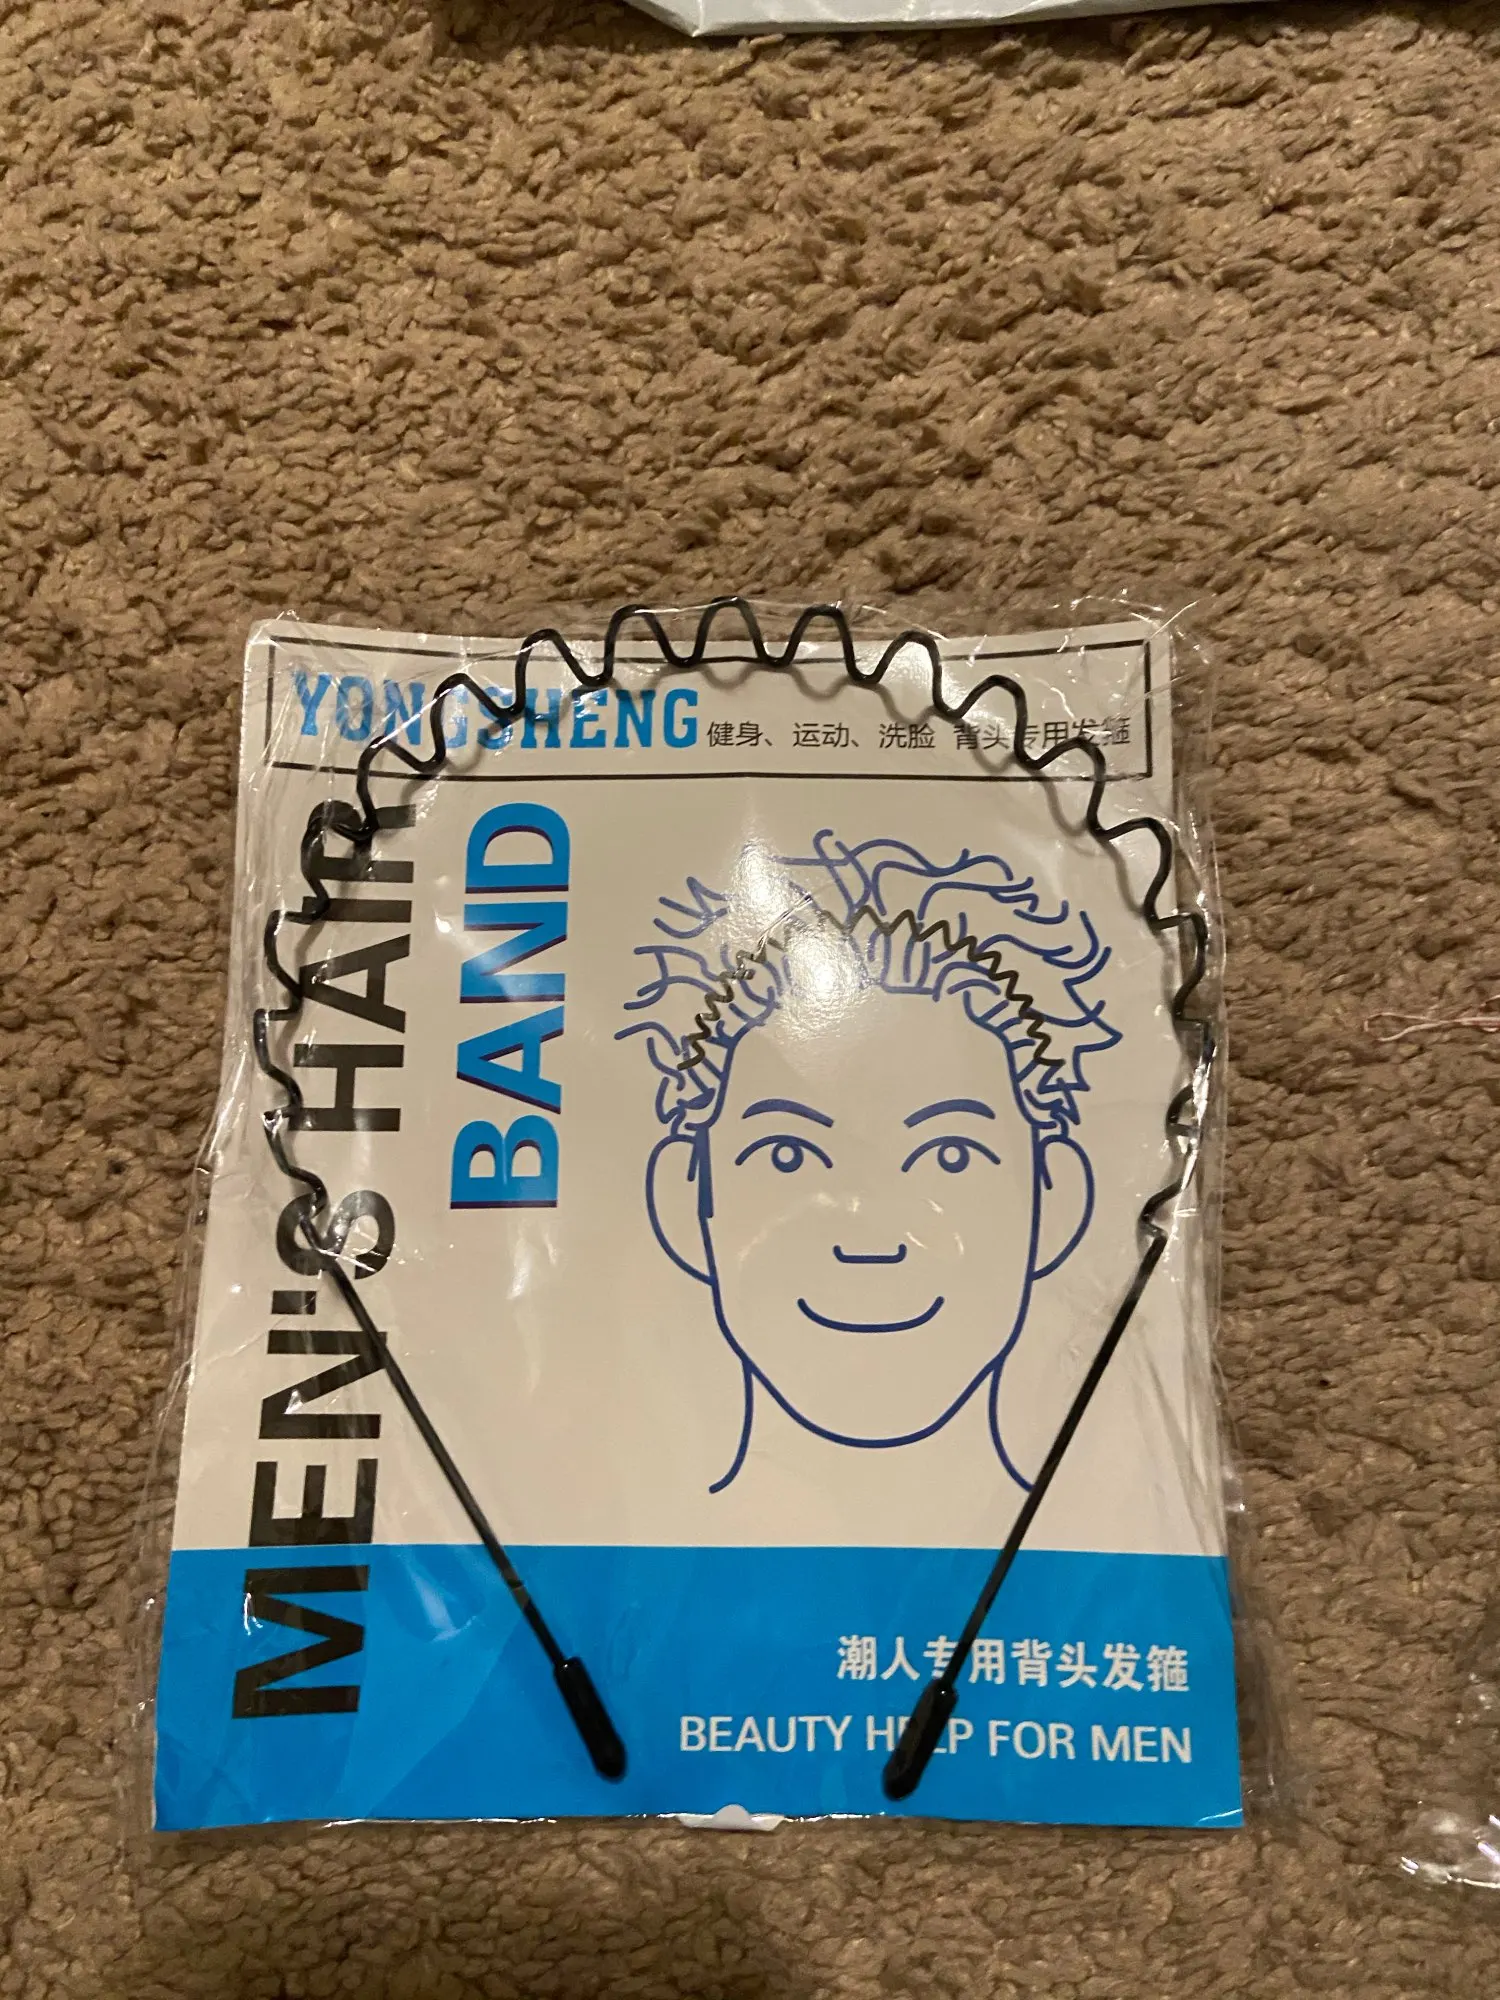 YONGSHENG 健身、运动、洗脸 背头专用发箍
MEN's HAIR
BAND
潮人专用背头发箍
BEAUTY HELP FOR MEN